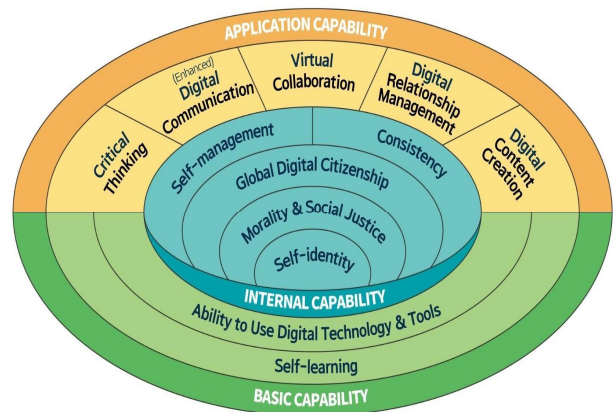 APPLICATION CAPABILITY
Critical
Thinking
(Enhanced)
Digital
Communication
Virtual
Collaboration
Digital
Relationship
Management
Digital
Content
Creation
Self-management
Consistency
Global Digital Citizenship
Morality & Social Justice
Self-identity
INTERNAL CAPABILITY
Ability to Use Digital Technology & Tools
Self-learning
BASIC CAPABILITY